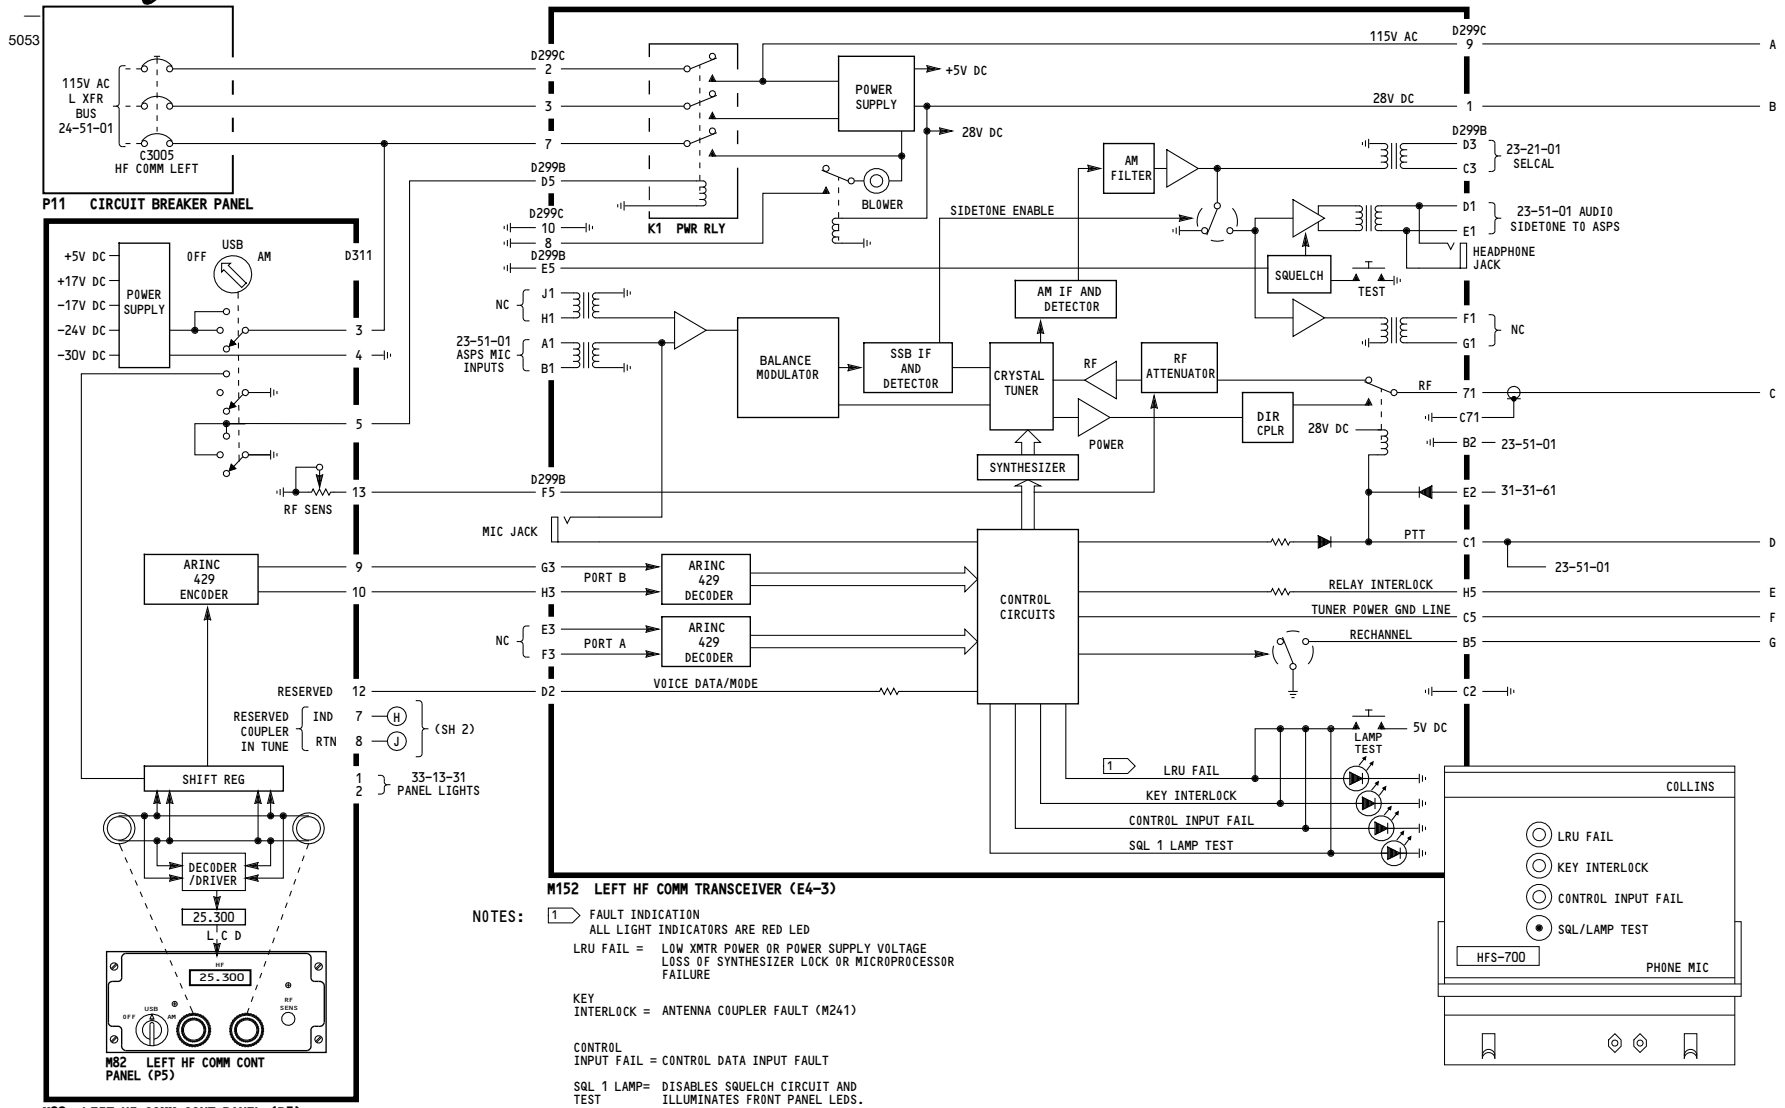 5053
115V AC
L XFR
BUS
24-51-01
C3005
HF COMM LEFT
P11 CIRCUIT BREAKER PANEL
D299C
2
3
7
D299B
D5
D299C
10
8
D299B
E5
K1 PWR RLY
POWER
SUPPLY
+5V DC
28V DC
BLOWER
115V AC
D299C
9
A
28V DC
1
B
D299B
D3
C3
23-21-01
SELCAL
AM
FILTER
SIDETONE ENABLE
D1
E1
23-51-01 AUDIO
SIDETONE TO ASPS
HEADPHONE
JACK
SQUELCH
TEST
F1
G1
NC
+5V DC
+17V DC
-17V DC
-24V DC
-30V DC
POWER
SUPPLY
OFF
USB
AM
D311
3
4
5
13
RF SENS
NC
J1
H1
23-51-01
ASPS MIC
INPUTS
A1
B1
BALANCE
MODULATOR
SSB IF
AND
DETECTOR
AM IF AND
DETECTOR
CRYSTAL
TUNER
RF
RF
ATTENUATOR
POWER
DIR
CPLR
28V DC
RF
71
C
C71
B2
23-51-01
SYNTHESIZER
D299B
F5
E2
31-31-61
MIC JACK
PTT
C1
D
23-51-01
ARINC
429
ENCODER
9
10
G3
H3
PORT B
ARINC
429
DECODER
NC
E3
F3
PORT A
ARINC
429
DECODER
CONTROL
CIRCUITS
RELAY INTERLOCK
H5
E
TUNER POWER GND LINE
C5
F
RECHANNEL
B5
G
RESERVED
12
D2
VOICE DATA/MODE
C2
RESERVED
COUPLER
IN TUNE
IND
RTN
7
8
H
J
(SH 2)
1
2
33-13-31
PANEL LIGHTS
SHIFT REG
DECODER
/DRIVER
25.300
L C D
LAMP
TEST
5V DC
1
LRU FAIL
KEY INTERLOCK
CONTROL INPUT FAIL
SQL 1 LAMP TEST
M152 LEFT HF COMM TRANSCEIVER (E4-3)
COLLINS
LRU FAIL
KEY INTERLOCK
CONTROL INPUT FAIL
SQL/LAMP TEST
HFS-700
PHONE MIC
HF
25.300
OFF
USB
AM
RF
SENS
M82 LEFT HF COMM CONT
PANEL (P5)
NOTES:
1 FAULT INDICATION
ALL LIGHT INDICATORS ARE RED LED
LRU FAIL = LOW XMTR POWER OR POWER SUPPLY VOLTAGE
LOSS OF SYNTHESIZER LOCK OR MICROPROCESSOR
FAILURE
KEY
INTERLOCK = ANTENNA COUPLER FAULT (M241)
CONTROL
INPUT FAIL = CONTROL DATA INPUT FAULT
SQL 1 LAMP= DISABLES SQUELCH CIRCUIT AND
TEST ILLUMINATES FRONT PANEL LEDS.